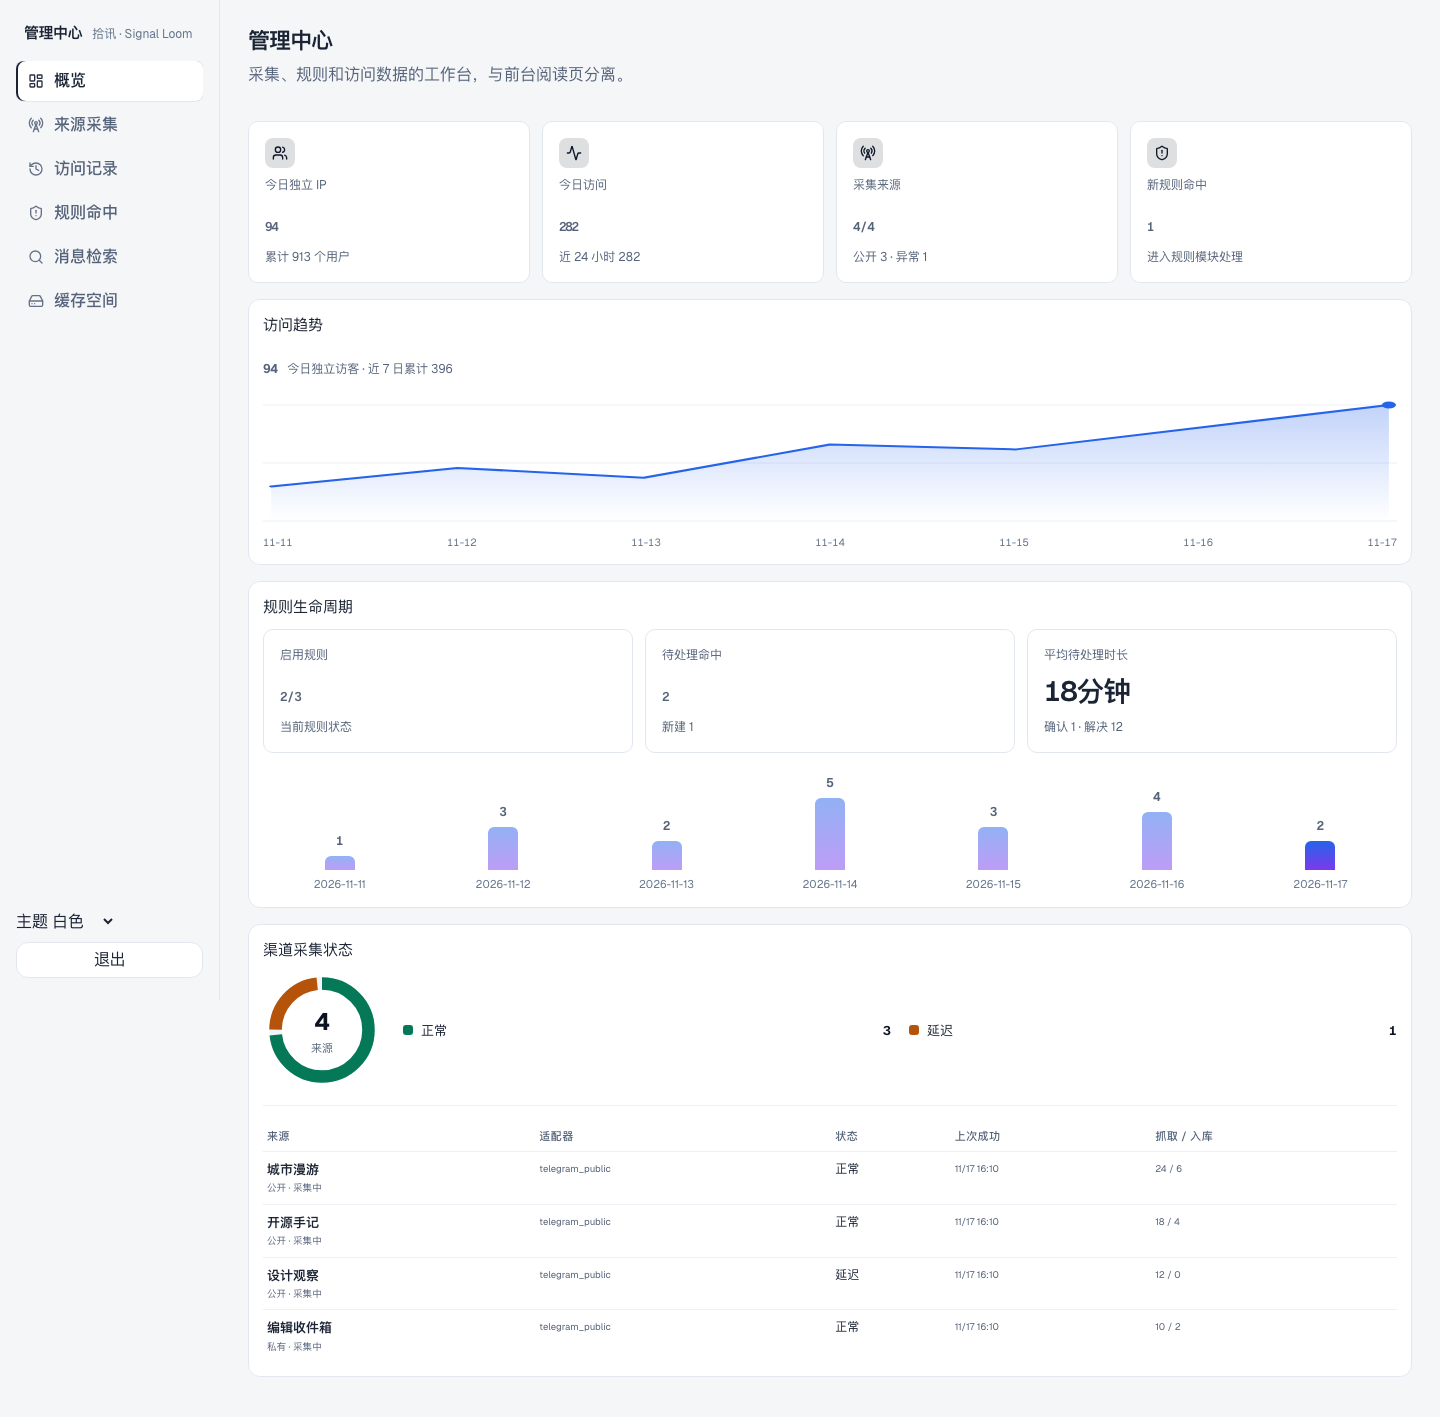 管理中心 拾讯 · Signal Loom
概览
来源采集
访问记录
规则命中
消息检索
缓存空间
主题 白色
退出
管理中心
采集、规则和访问数据的工作台，与前台阅读页分离。
今日独立 IP
94
累计 913 个用户
今日访问
282
近 24 小时 282
采集来源
4/4
公开 3 · 异常 1
新规则命中
1
进入规则模块处理
访问趋势
94 今日独立访客 · 近 7 日累计 396
11-11 11-12 11-13 11-14 11-15 11-16 11-17
规则生命周期
启用规则
2/3
当前规则状态
待处理命中
2
新建 1
平均待处理时长
18分钟
确认 1 · 解决 12
1 3 2 5 3 4 2
2026-11-11 2026-11-12 2026-11-13 2026-11-14 2026-11-15 2026-11-16 2026-11-17
渠道采集状态
4
来源
正常 3 延迟 1
来源 适配器 状态 上次成功 抓取 / 入库
城市漫游 telegram_public 正常 11/17 16:10 24 / 6
公开 · 采集中
开源手记 telegram_public 正常 11/17 16:10 18 / 4
公开 · 采集中
设计观察 telegram_public 延迟 11/17 16:10 12 / 0
公开 · 采集中
编辑收件箱 telegram_public 正常 11/17 16:10 10 / 2
私有 · 采集中